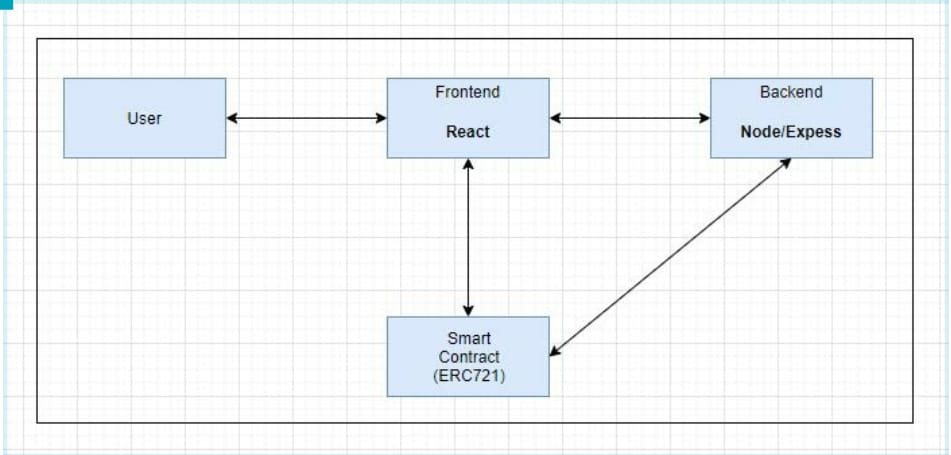 User
Frontend
React
Backend
Node/Expess
Smart
Contract
(ERC721)